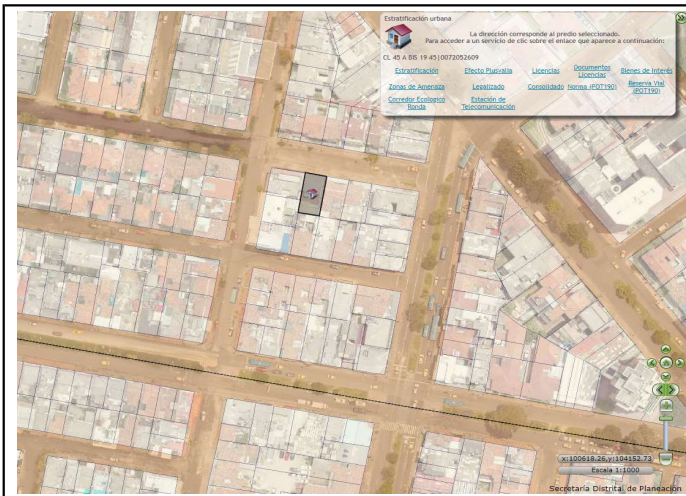 Estratificación urbana
La dirección corresponde al predio seleccionado.
Para acceder a un servicio de clic sobre el enlace que aparece a continuación:
CL 45 A BIS 19 45|0072052609
Estratificación Efecto Plusvalía Licencias Documentos Licencias Bienes de Interés
Zonas de Amenaza Legalizado Consolidado Norma (POT190) Reserva Vial (POT190)
Corredor Ecologico Ronda Estación de Telecomunicación
x:100618.26,y:104152.73
Escala 1:1000
Secretaría Distrital de Planeación